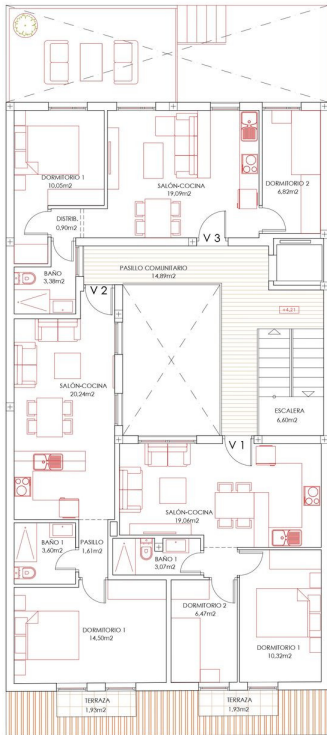 DORMITORIO 1
10,05m2
SALÓN-COCINA
19,09m2
DORMITORIO 2
6,82m2
DISTRIB.
0,90m2
V 3
BAÑO
3,38m2
PASILLO COMUNITARIO
14,89m2
V 2
+4,21
SALÓN-COCINA
20,24m2
ESCALERA
6,60m2
V 1
SALÓN-COCINA
19,06m2
BAÑO 1
3,60m2
PASILLO
1,61m2
BAÑO 1
3,07m2
DORMITORIO 2
6,47m2
DORMITORIO 1
14,50m2
DORMITORIO 1
10,32m2
TERRAZA
1,93m2
TERRAZA
1,93m2